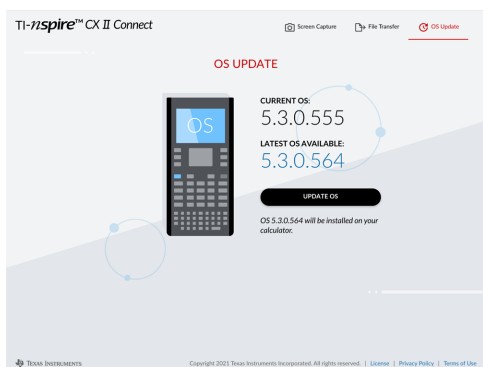 TI-nspire™ CX II Connect
Screen Capture
File Transfer
OS Update
OS UPDATE
OS
CURRENT OS:
5.3.0.555
LATEST OS AVAILABLE:
5.3.0.564
UPDATE OS
OS 5.3.0.564 will be installed on your
calculator.
TEXAS INSTRUMENTS
Copyright 2021 Texas Instruments Incorporated. All rights reserved. | License | Privacy Policy | Terms of Use